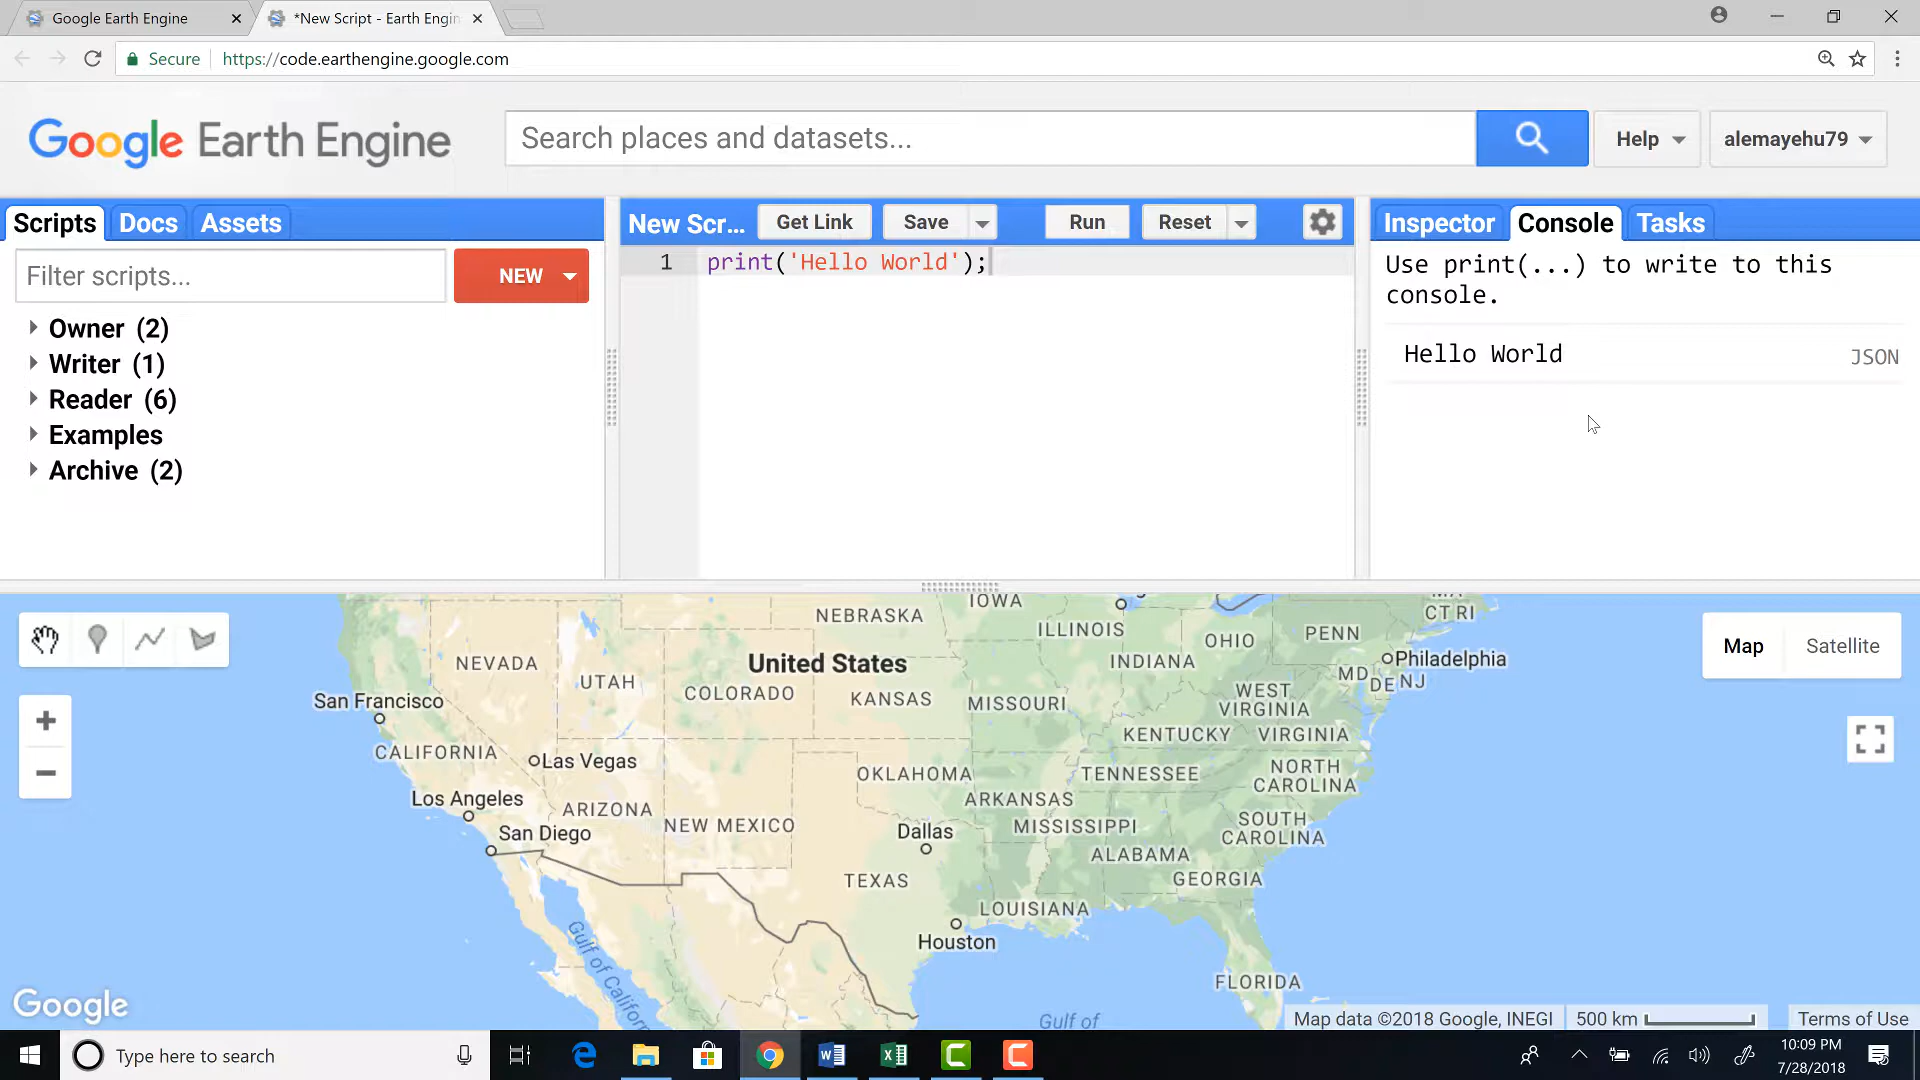 Google Earth Engine
*New Script - Earth Engin
Secure
https://code.earthengine.google.com
Google Earth Engine
Search places and datasets...
Help
alemayehu79
Scripts
Docs
Assets
New Scr...
Get Link
Save
Run
Reset
Inspector
Console
Tasks
Filter scripts...
NEW
Owner (2)
Writer (1)
Reader (6)
Examples
Archive (2)
1
print('Hello World');
Use print(...) to write to this
console.
Hello World
JSON
IOWA
NEBRASKA
MA
CT RI
ILLINOIS
OHIO
PENN
NEVADA
United States
INDIANA
Philadelphia
UTAH
COLORADO
KANSAS
MISSOURI
WEST
VIRGINIA
MD
DE NJ
San Francisco
KENTUCKY
VIRGINIA
CALIFORNIA
Las Vegas
OKLAHOMA
TENNESSEE
NORTH
CAROLINA
Los Angeles
ARIZONA
NEW MEXICO
ARKANSAS
San Diego
Dallas
MISSISSIPPI
SOUTH
CAROLINA
ALABAMA
TEXAS
GEORGIA
LOUISIANA
Houston
Gulf of Californ
FLORIDA
Gulf of
Map
Satellite
Google
Map data ©2018 Google, INEGI
500 km
Terms of Use
Type here to search
10:09 PM
7/28/2018